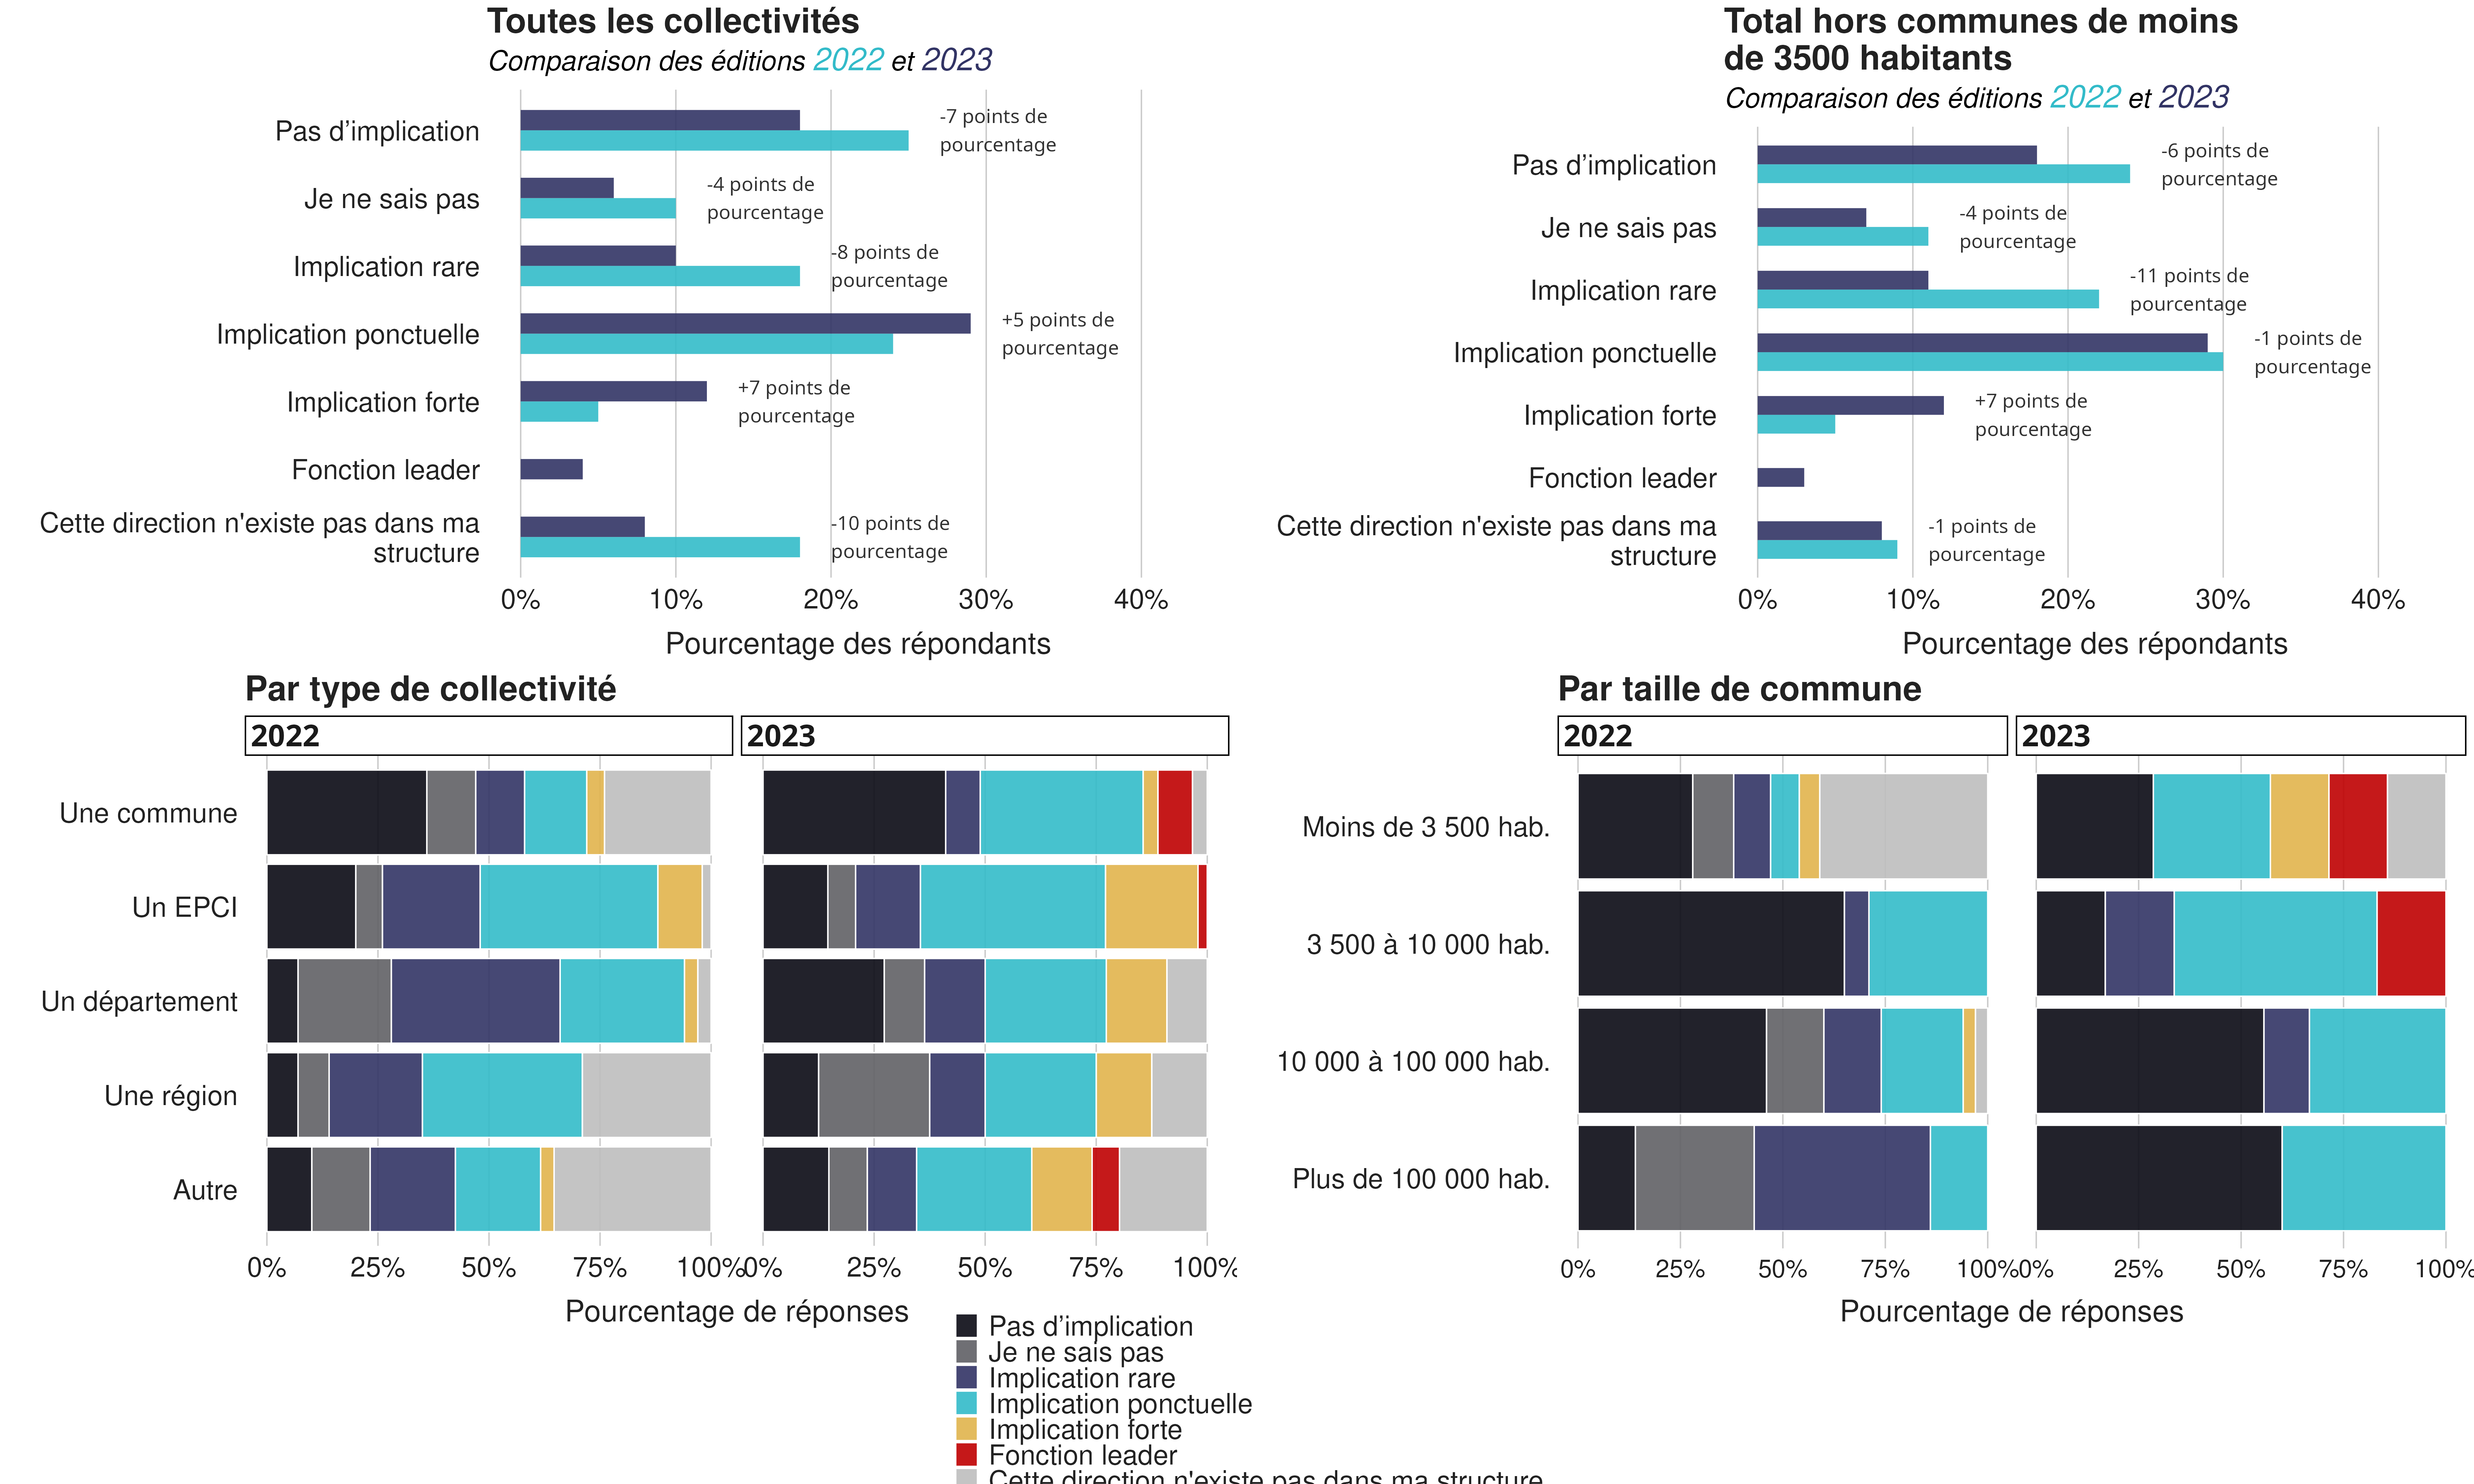 Toutes les collectivités
Comparaison des éditions 2022 et 2023
Pas d’implication
-7 points de
pourcentage
Je ne sais pas
-4 points de
pourcentage
Implication rare
-8 points de
pourcentage
Implication ponctuelle
+5 points de
pourcentage
Implication forte
+7 points de
pourcentage
Fonction leader
Cette direction n'existe pas dans ma
structure
-10 points de
pourcentage
0% 10% 20% 30% 40%
Pourcentage des répondants
Total hors communes de moins
de 3500 habitants
Comparaison des éditions 2022 et 2023
Pas d’implication
-6 points de
pourcentage
Je ne sais pas
-4 points de
pourcentage
Implication rare
-11 points de
pourcentage
Implication ponctuelle
-1 points de
pourcentage
Implication forte
+7 points de
pourcentage
Fonction leader
Cette direction n'existe pas dans ma
structure
-1 points de
pourcentage
0% 10% 20% 30% 40%
Pourcentage des répondants
Par type de collectivité
2022 2023
Une commune
Un EPCI
Un département
Une région
Autre
0% 25% 50% 75% 100% 0% 25% 50% 75% 100%
Pourcentage de réponses
Par taille de commune
2022 2023
Moins de 3 500 hab.
3 500 à 10 000 hab.
10 000 à 100 000 hab.
Plus de 100 000 hab.
0% 25% 50% 75% 100% 0% 25% 50% 75% 100%
Pourcentage de réponses
Pas d’implication
Je ne sais pas
Implication rare
Implication ponctuelle
Implication forte
Fonction leader
Cette direction n'existe pas dans ma structure